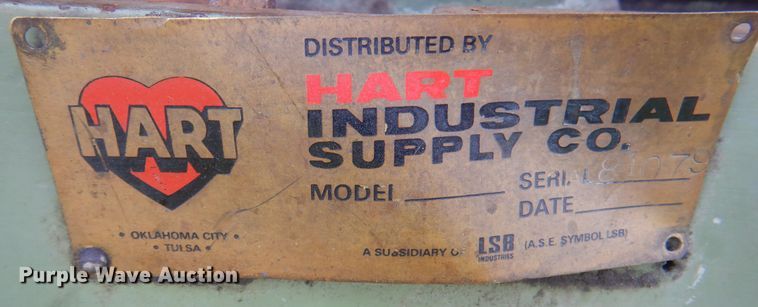 DISTRIBUTED BY
HART
HART
INDUSTRIAL
SUPPLY CO.
MODEL
SERIAL
DATE
• OKLAHOMA CITY •
• TULSA •
A SUBSIDIARY OF LSB INDUSTRIES (A.S.E. SYMBOL LSB)
Purple Wave Auction